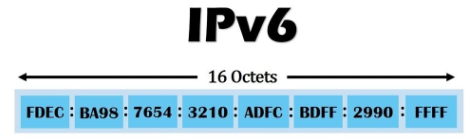 IPv6
16 Octets
FDEC : BA98 : 7654 : 3210 : ADFC : BDFF : 2990 : FFFF